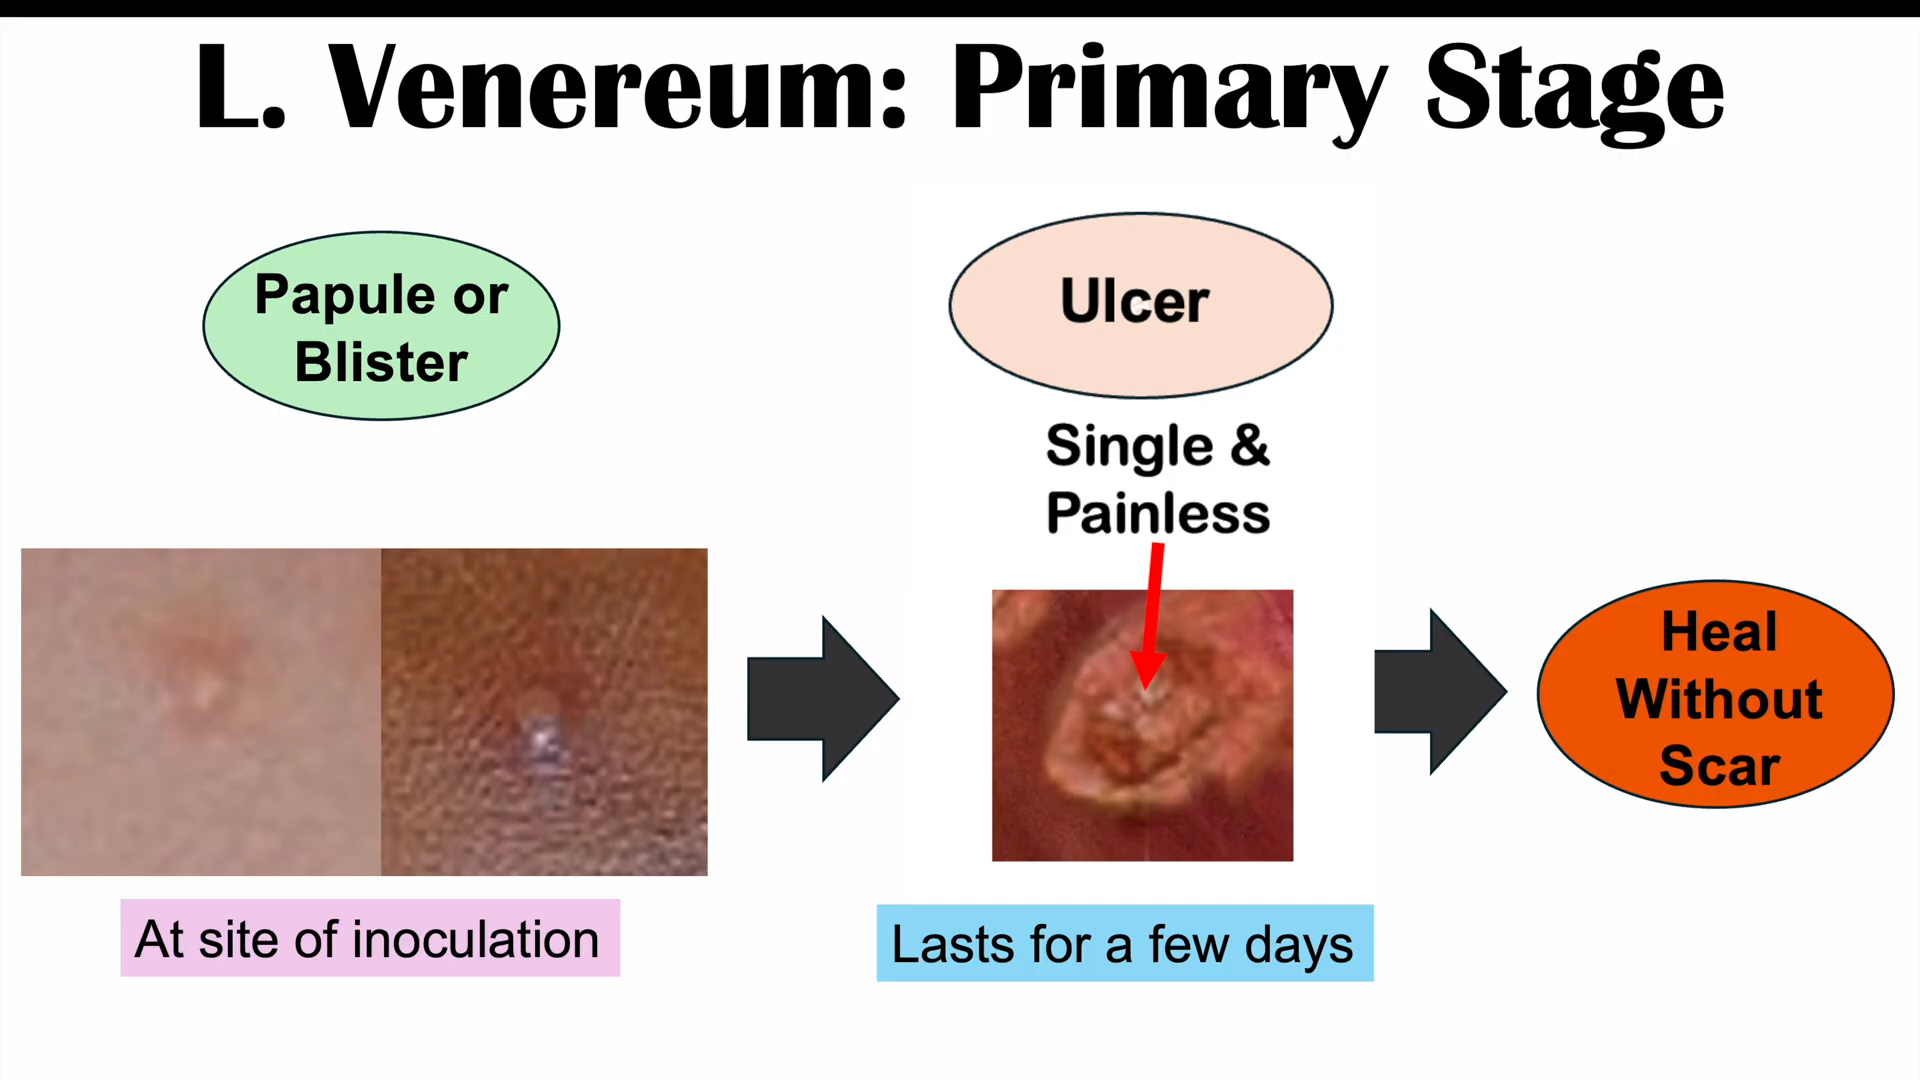 L. Venereum: Primary Stage
Papule or
Blister
At site of inoculation
Ulcer
Single &
Painless
Lasts for a few days
Heal
Without
Scar